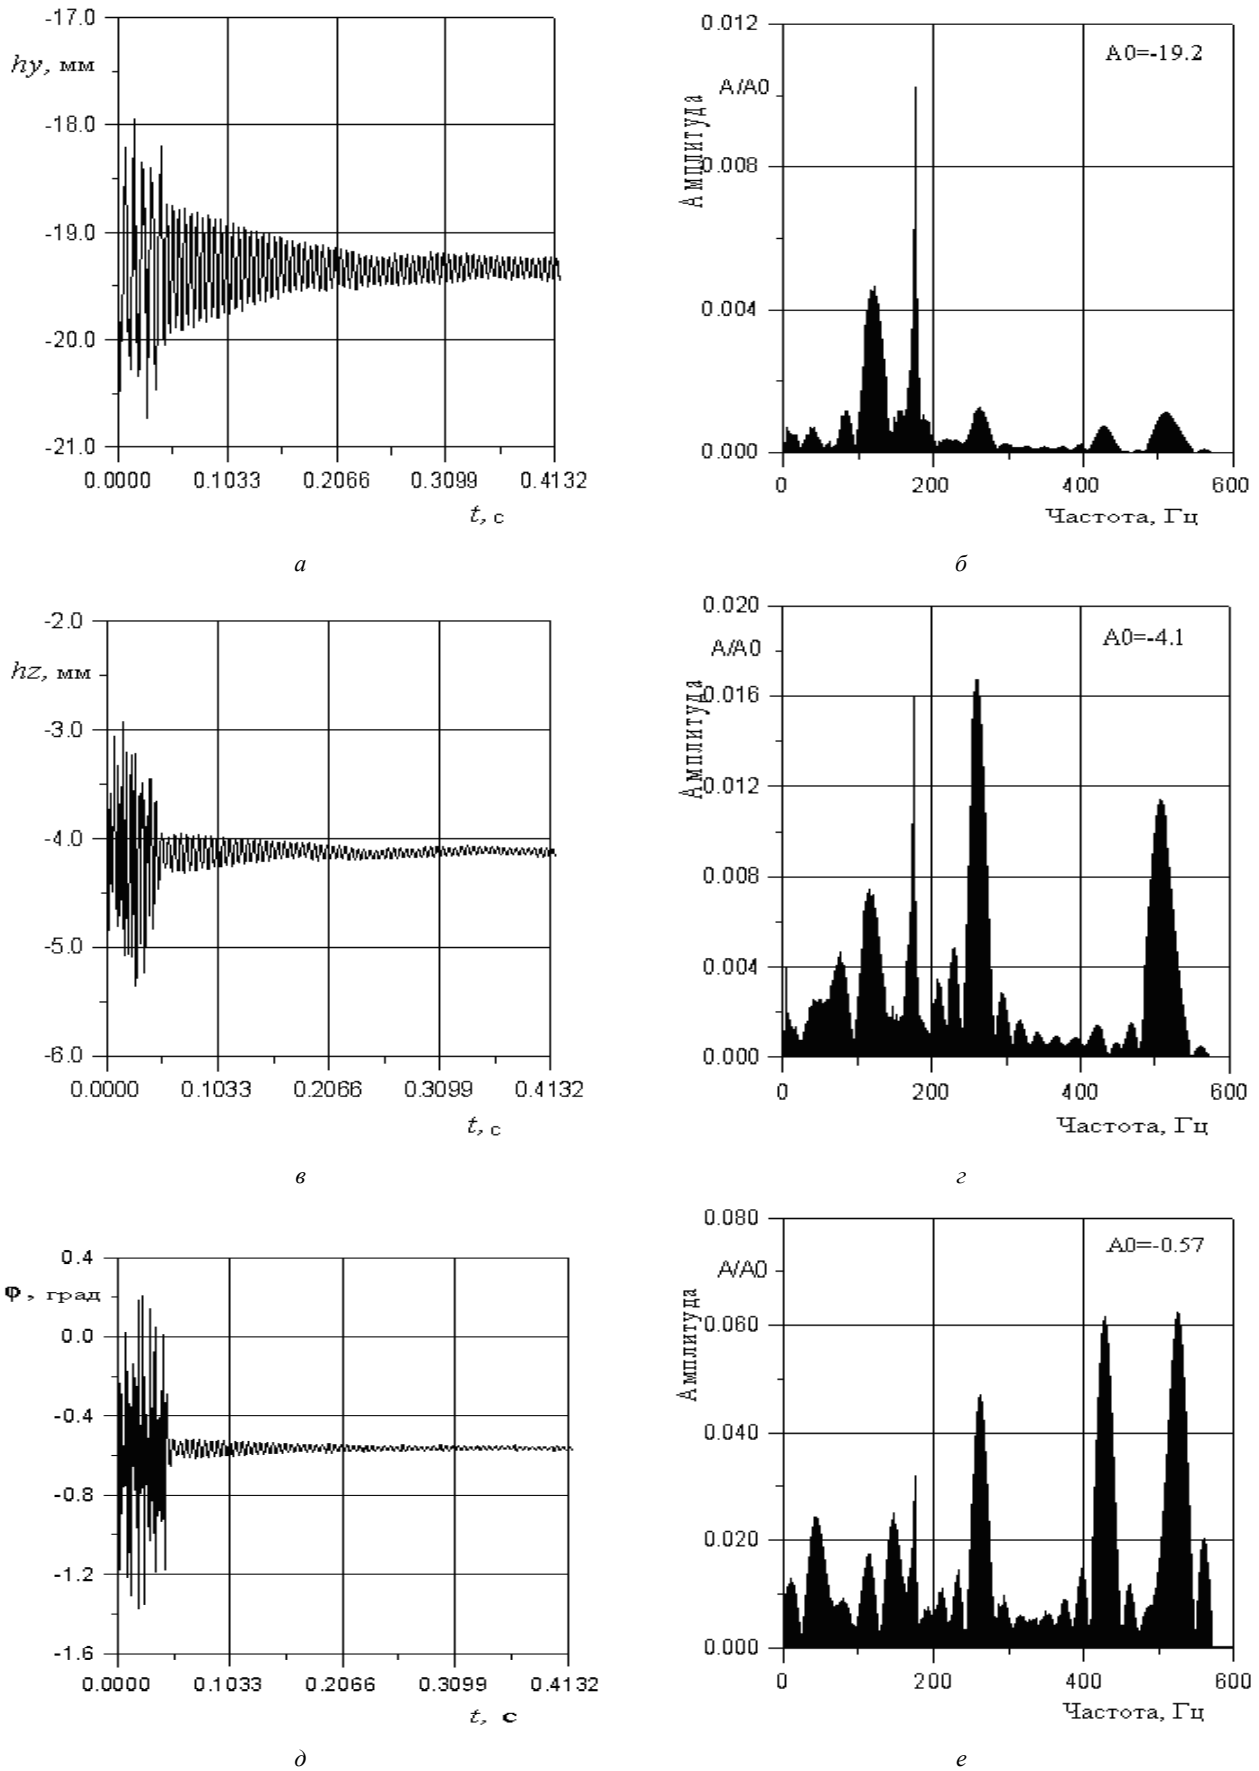 -17.0
hy, мм
-18.0
-19.0
-20.0
-21.0
0.0000 0.1033 0.2066 0.3099 0.4132
t, с
а
0.012
A/A0
A0=-19.2
Амплитуда
0.008
0.004
0.000
0 200 400 600
Частота, Гц
б
-2.0
hz, мм
-3.0
-4.0
-5.0
-6.0
0.0000 0.1033 0.2066 0.3099 0.4132
t, с
в
0.020
A/A0
A0=-4.1
Амплитуда
0.016
0.012
0.008
0.004
0.000
0 200 400 600
Частота, Гц
г
0.4
φ, град
0.0
-0.4
-0.8
-1.2
-1.6
0.0000 0.1033 0.2066 0.3099 0.4132
t, с
д
0.080
A/A0
A0=-0.57
Амплитуда
0.060
0.040
0.020
0.000
0 200 400 600
Частота, Гц
е